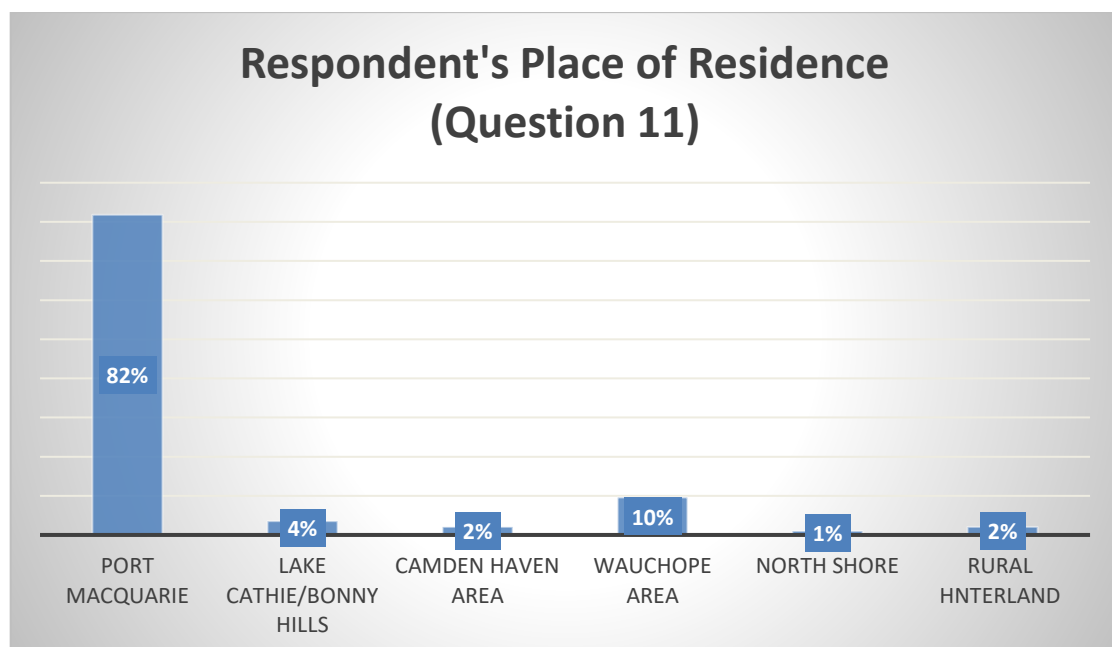 Respondent's Place of Residence
(Question 11)
82%
4%
2%
10%
1%
2%
PORT
MACQUARIE
LAKE
CATHIE/BONNY
HILLS
CAMDEN HAVEN
AREA
WAUCHOPE
AREA
NORTH SHORE
RURAL
HNTERLAND